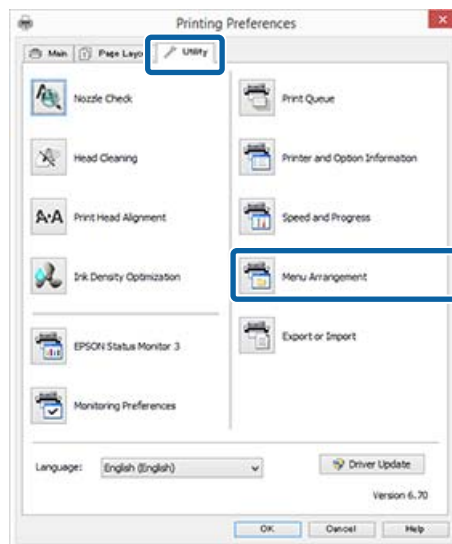 Printing Preferences
Main
Page Layo
Utility
Nozzle Check
Head Cleaning
Print Head Alignment
Ink Density Optimization
EPSON Status Monitor 3
Monitoring Preferences
Print Queue
Printer and Option Information
Speed and Progress
Menu Arrangement
Export or Import
Language: English (English)
Driver Update
Version 6.70
OK Cancel Help